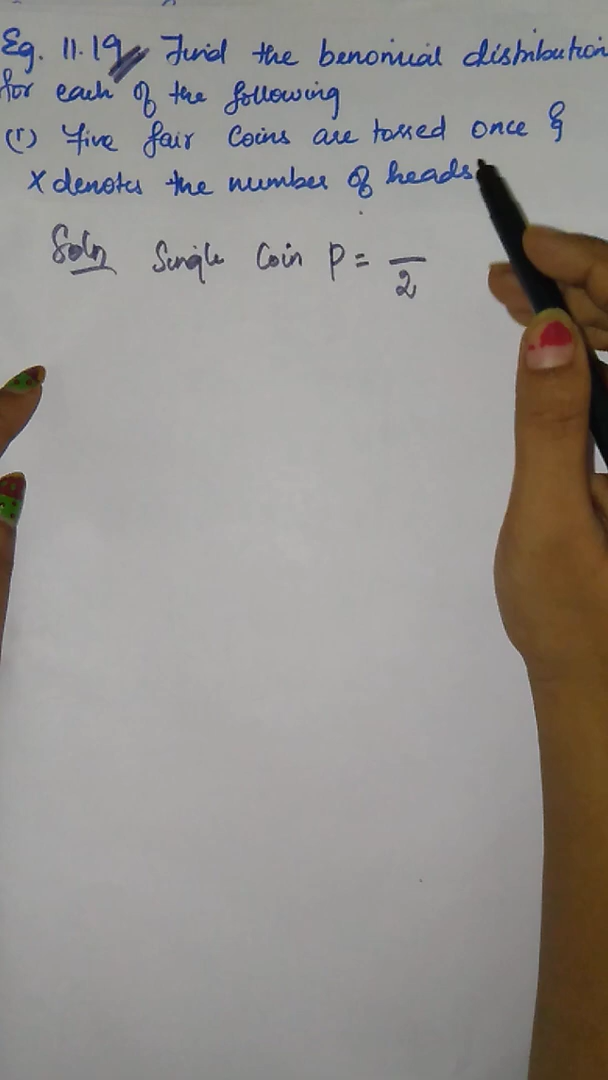 Eg. 11.19 Find the benomial distribution
for each of the following
(i) Five fair Coins are tossed once &
X denotes the number of heads
Soln Single Coin P = —
2